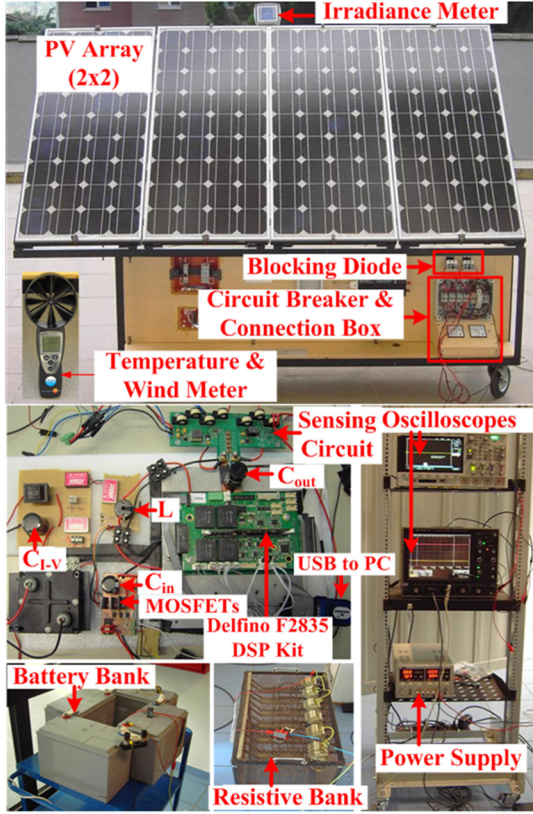 Irradiance Meter
PV Array
(2x2)
Blocking Diode
Circuit Breaker &
Connection Box
Temperature &
Wind Meter
Sensing Oscilloscopes
Circuit
Cout
L
CI-V
Cin
MOSFETs
USB to PC
Delfino F2835
DSP Kit
Battery Bank
Resistive Bank
Power Supply